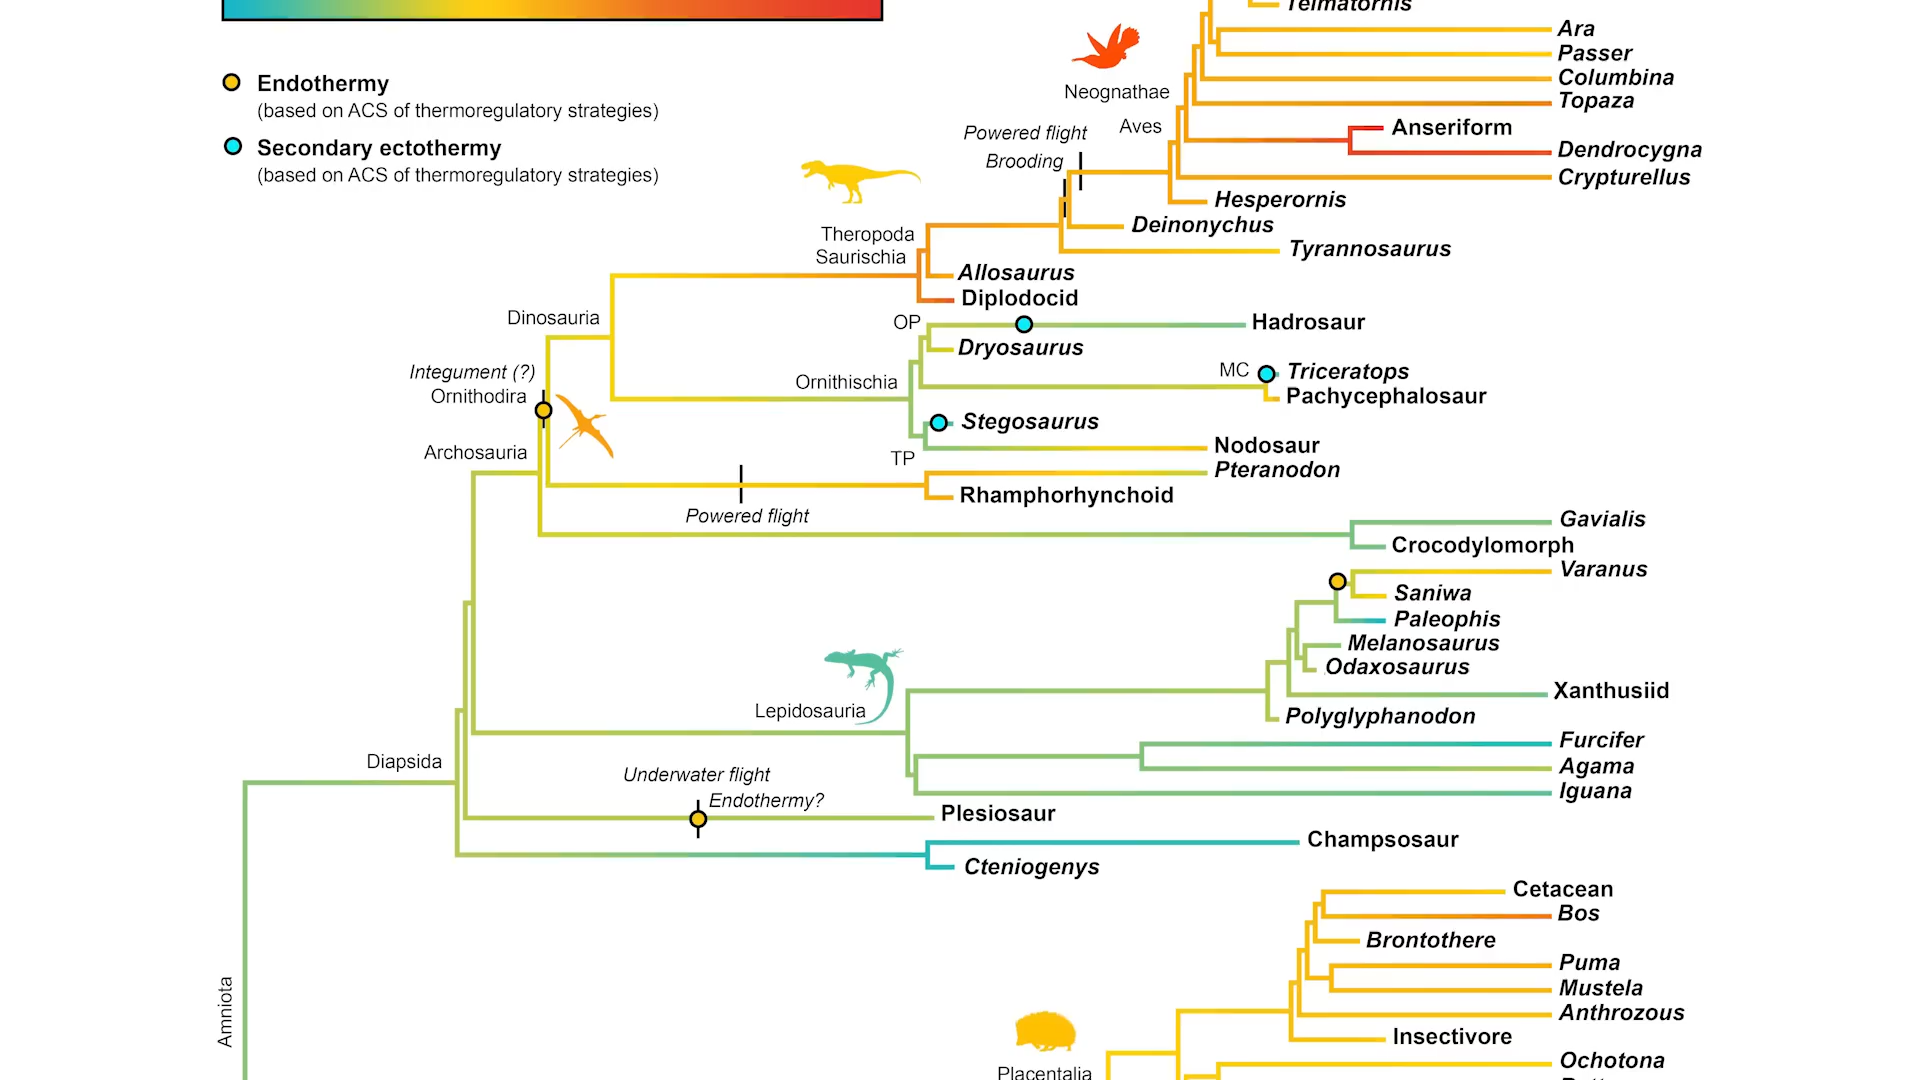 Telmatornis
Ara
Passer
Columbina
Topaza
Endothermy
(based on ACS of thermoregulatory strategies)
Secondary ectothermy
(based on ACS of thermoregulatory strategies)
Neognathae
Aves
Powered flight
Brooding
Anseriform
Dendrocygna
Crypturellus
Hesperornis
Deinonychus
Tyrannosaurus
Theropoda
Saurischia
Allosaurus
Diplodocid
Dinosauria
OP
Hadrosaur
Dryosaurus
MC
Triceratops
Pachycephalosaur
Integument (?)
Ornithodira
Ornithischia
Stegosaurus
Nodosaur
Archosauria
TP
Pteranodon
Rhamphorhynchoid
Powered flight
Gavialis
Crocodylomorph
Varanus
Saniwa
Paleophis
Melanosaurus
Odaxosaurus
Xanthusiid
Lepidosauria
Polyglyphanodon
Furcifer
Agama
Iguana
Diapsida
Underwater flight
Endothermy?
Plesiosaur
Champsosaur
Cteniogenys
Cetacean
Bos
Brontothere
Puma
Mustela
Anthrozous
Insectivore
Amniota
Placentalia
Ochotona